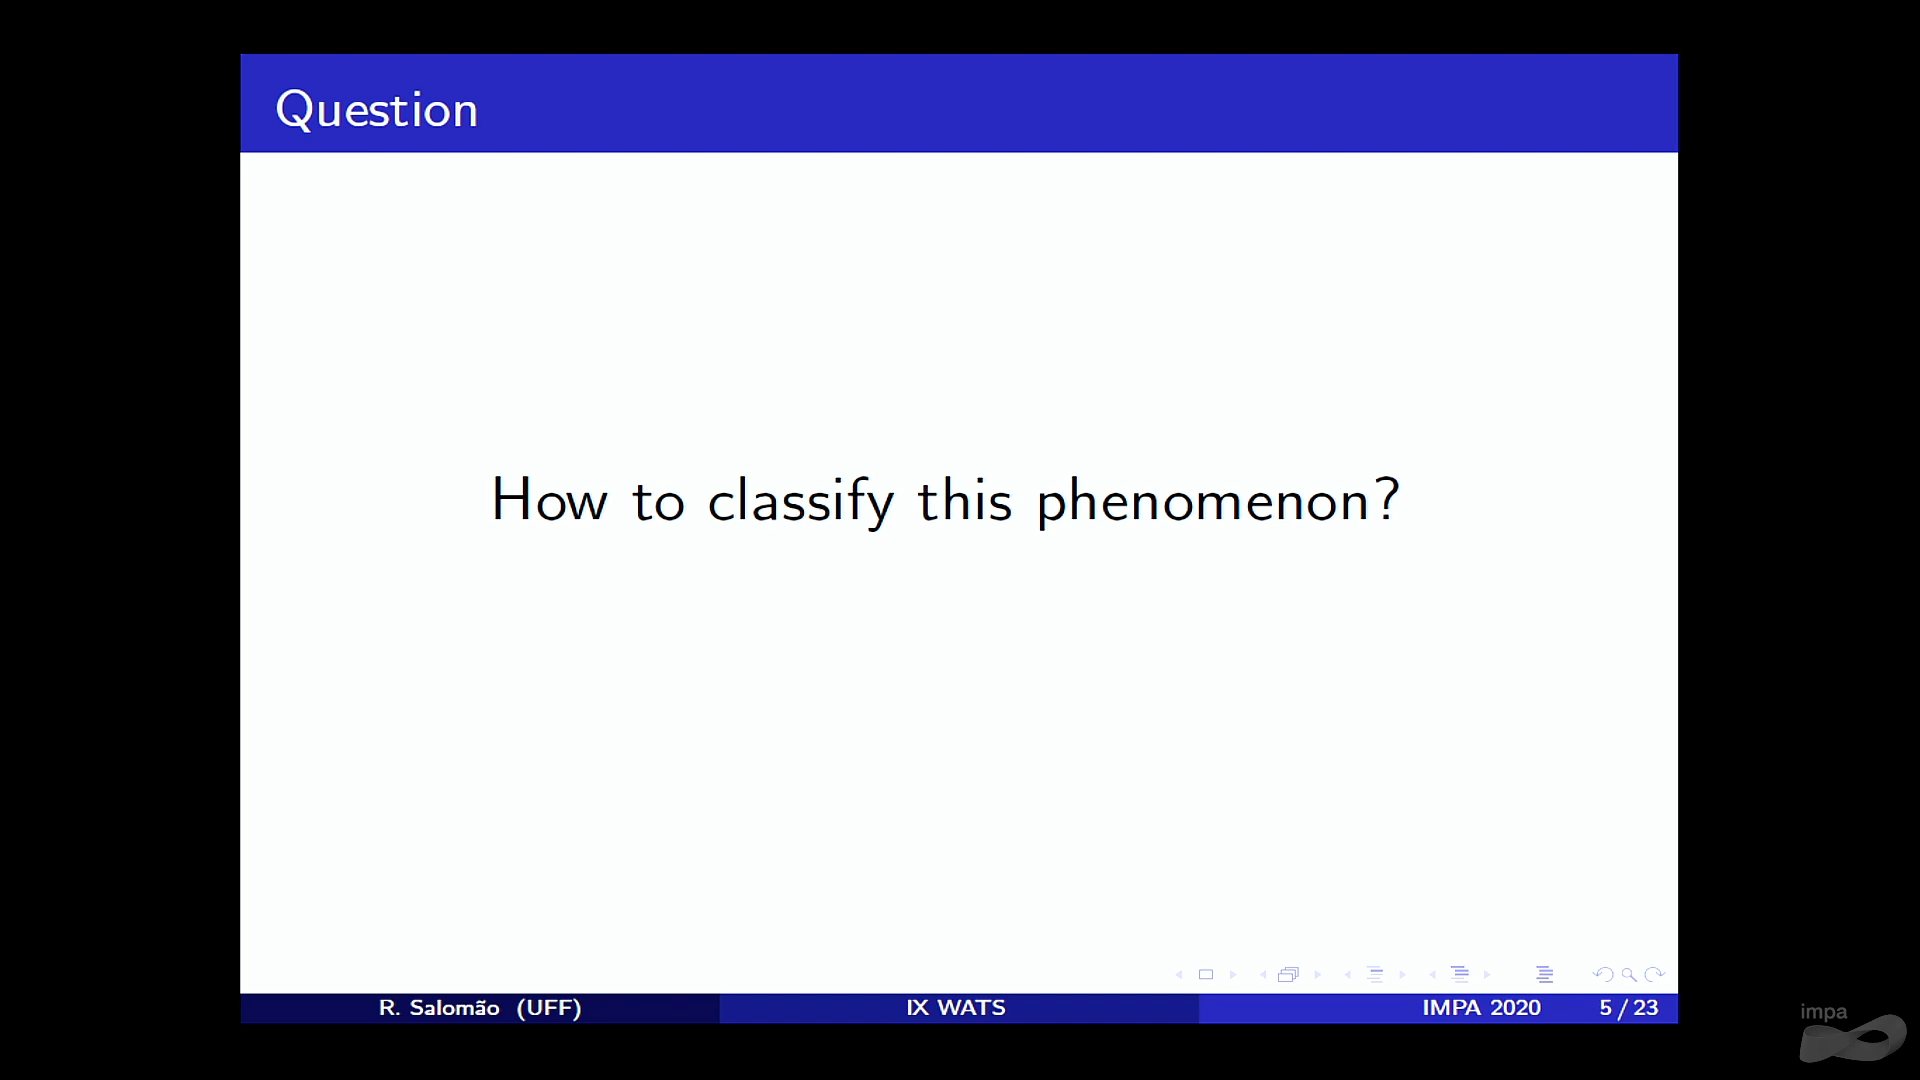 Question
How to classify this phenomenon?
R. Salomão (UFF) IX WATS IMPA 2020 5 / 23
impa